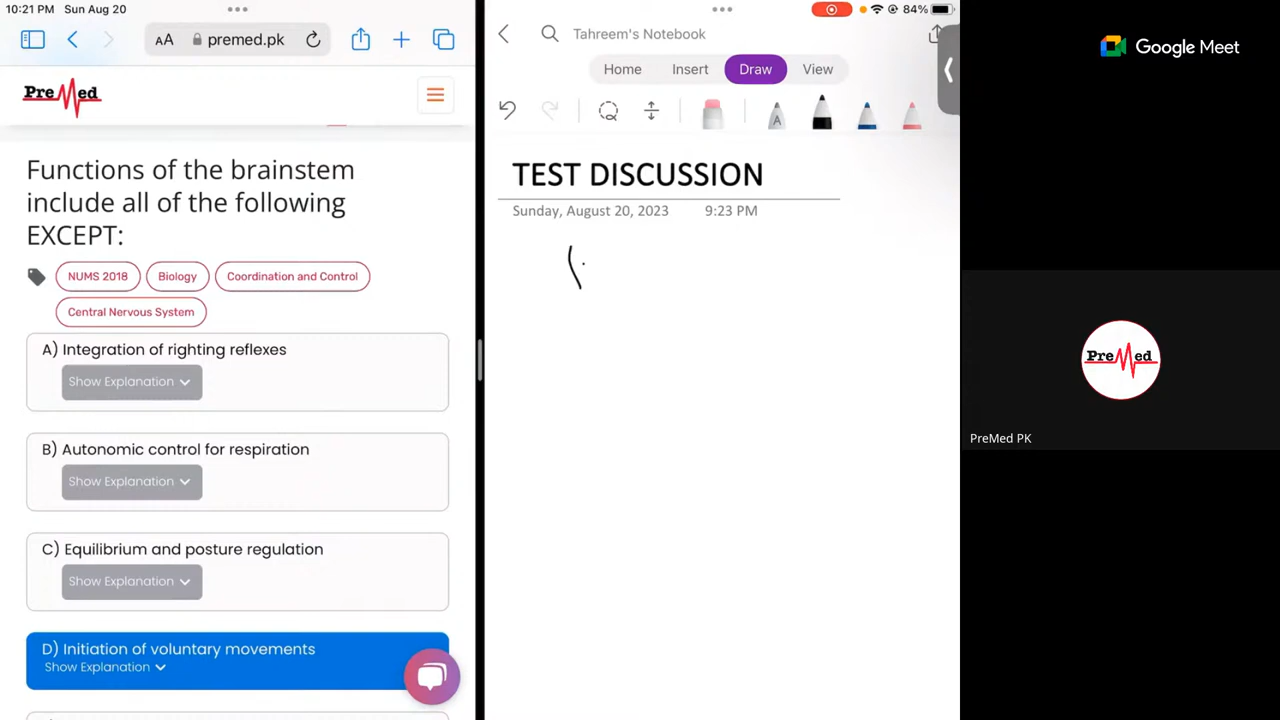 10:21 PM Sun Aug 20
84%
AA premed.pk
PreMed
Functions of the brainstem
include all of the following
EXCEPT:
NUMS 2018
Biology
Coordination and Control
Central Nervous System
A) Integration of righting reflexes
Show Explanation
B) Autonomic control for respiration
Show Explanation
C) Equilibrium and posture regulation
Show Explanation
D) Initiation of voluntary movements
Show Explanation
Tahreem's Notebook
Home Insert Draw View
A
TEST DISCUSSION
Sunday, August 20, 2023 9:23 PM
Google Meet
PreMed
PreMed PK